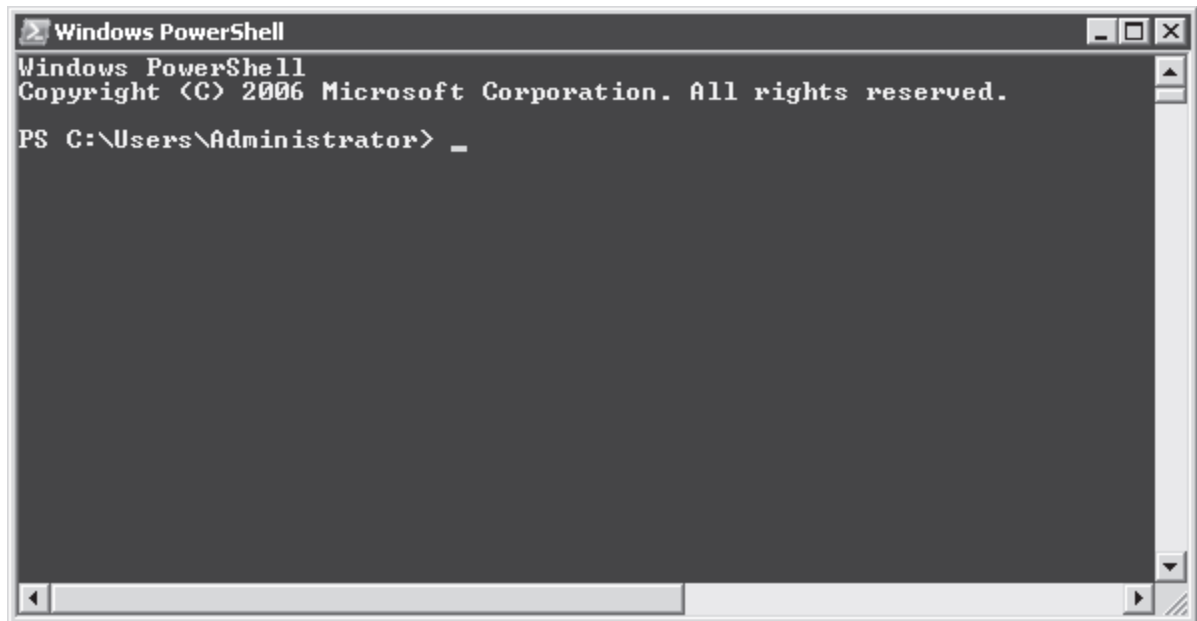 Windows PowerShell
Windows PowerShell
Copyright (C) 2006 Microsoft Corporation. All rights reserved.
PS C:\Users\Administrator> _